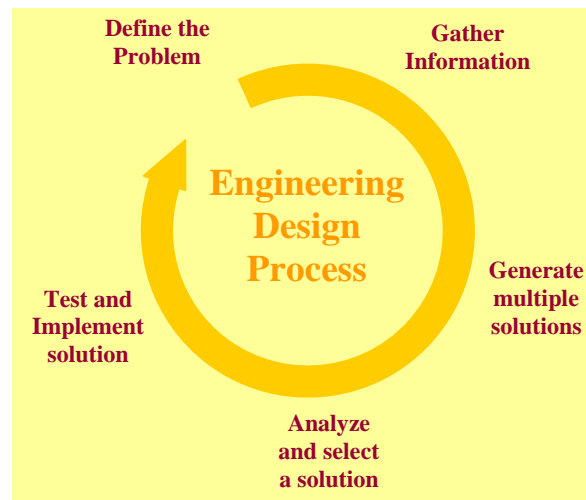 Define the
Problem
Gather
Information
Engineering
Design
Process
Generate
multiple
solutions
Analyze
and select
a solution
Test and
Implement
solution